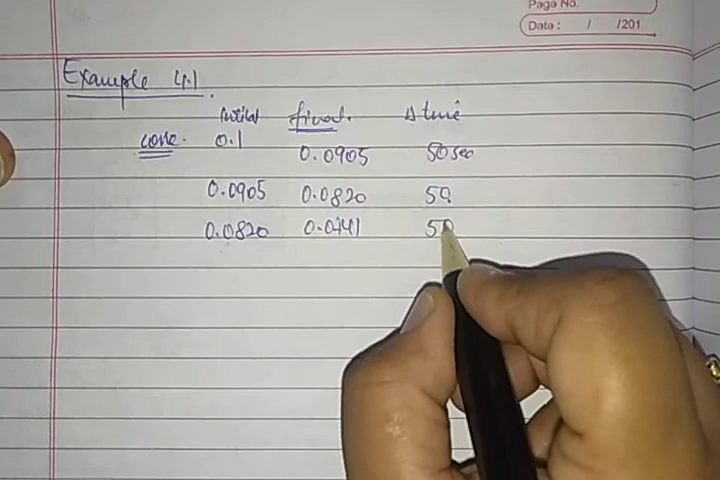 Page No.
Date: / /201
Example 4.1
Initial final. Δ time
conc. 0.1
0.0905 50 sec
0.0905 0.0820 50
0.0820 0.0741 50